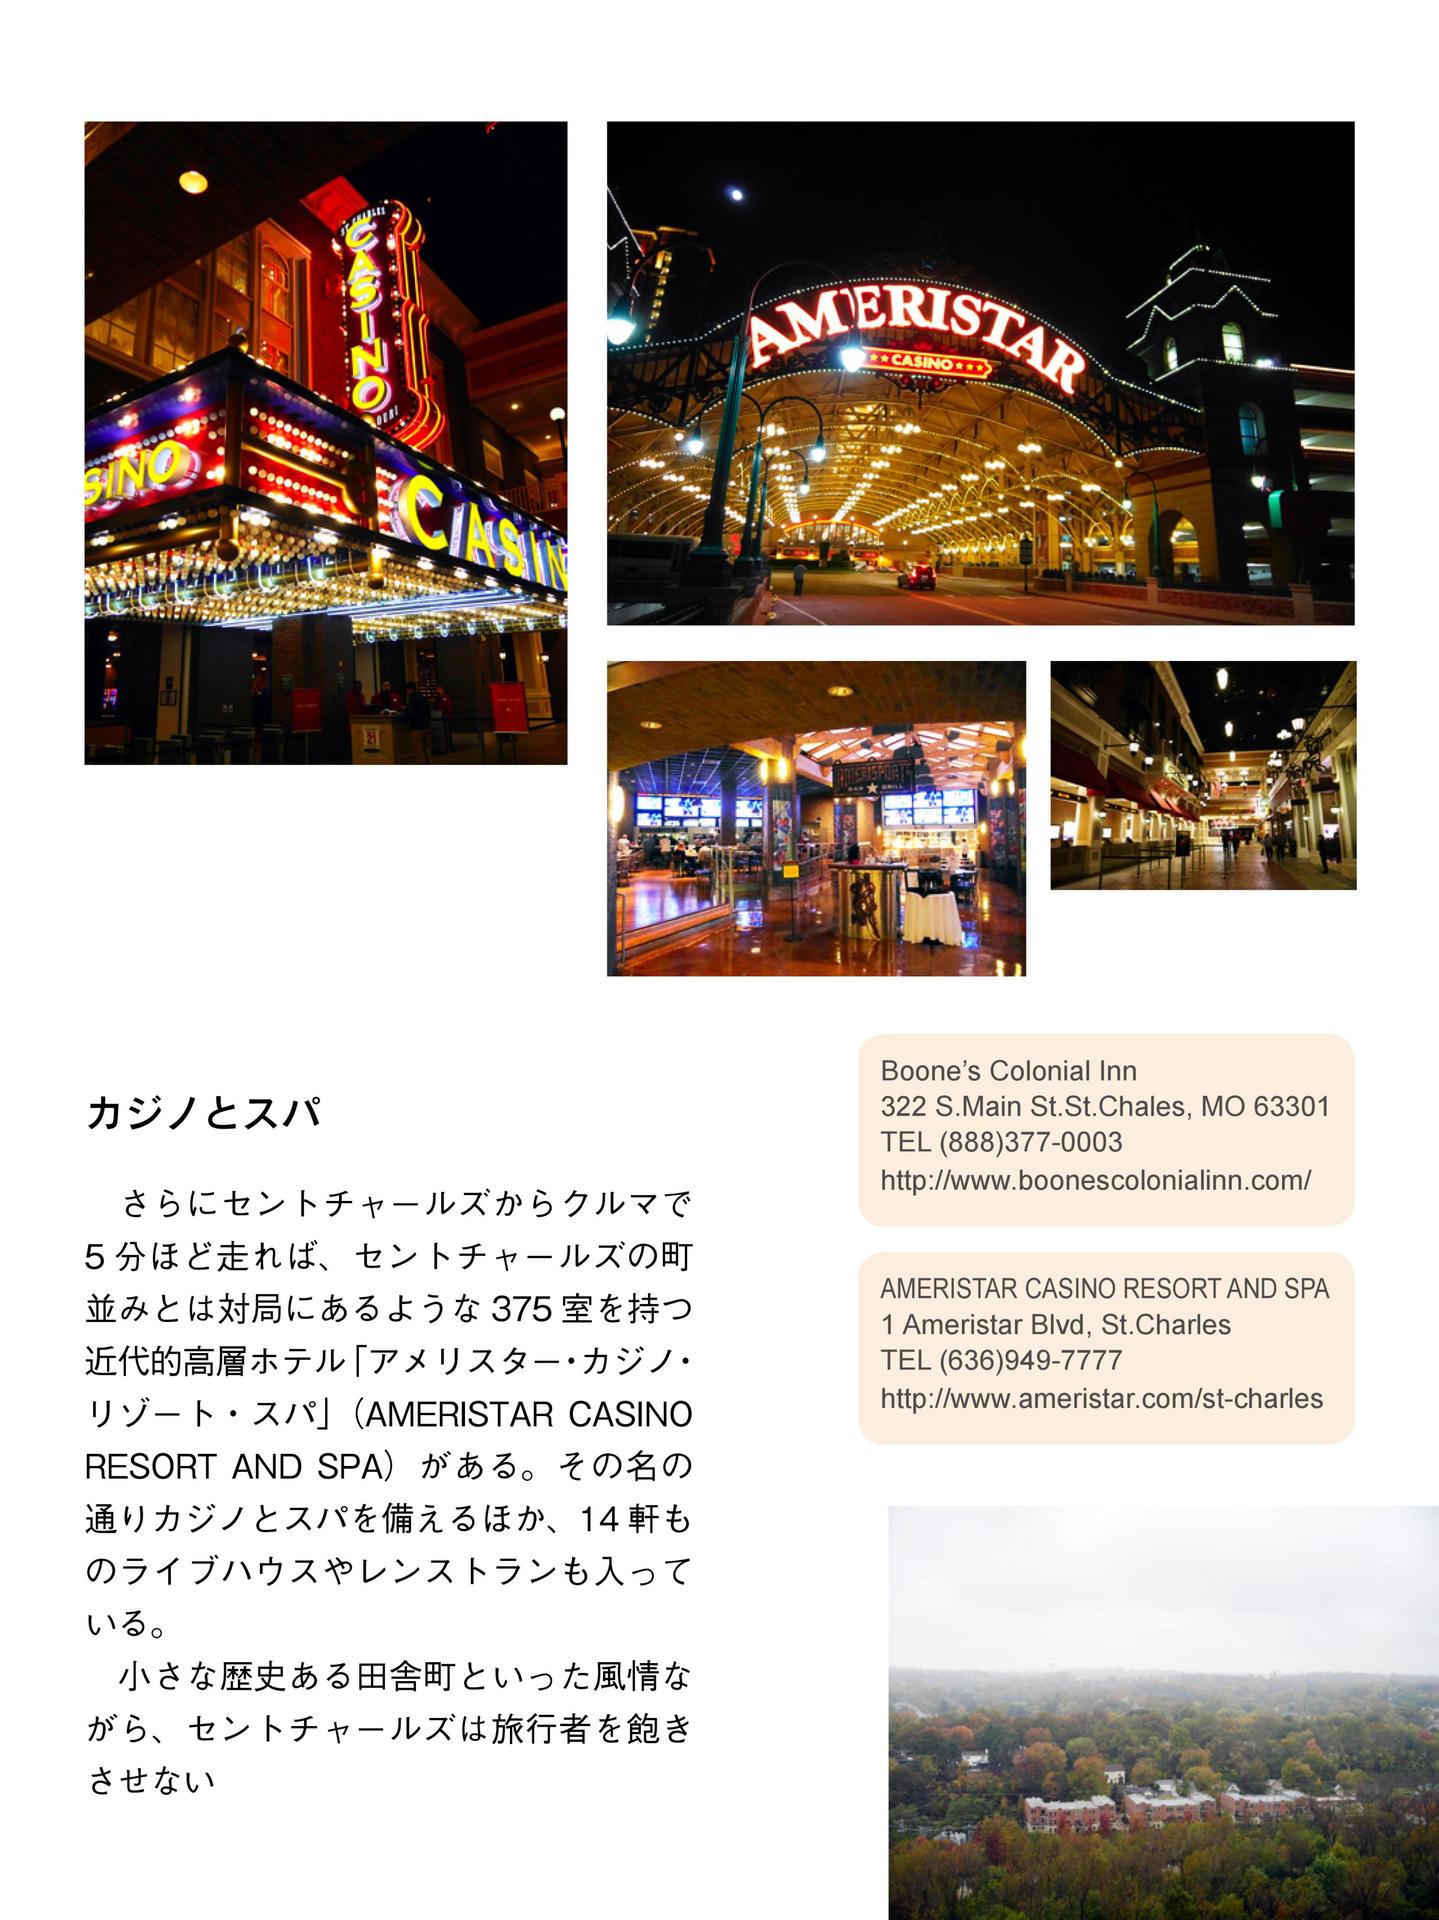 ST CHARLES
CASINO
OURI
SINO
CASIN
AMERISTAR
★★ CASINO ★★★
21
AMERISPORTS
BAR ★ GRILL
カジノとスパ
さらにセントチャールズからクルマで
5 分ほど走れば、セントチャールズの町
並みとは対局にあるような 375 室を持つ
近代的高層ホテル「アメリスター・カジノ・
リゾート・スパ」（AMERISTAR CASINO
RESORT AND SPA）がある。その名の
通りカジノとスパを備えるほか、14 軒も
のライブハウスやレンストランも入って
いる。
小さな歴史ある田舎町といった風情な
がら、セントチャールズは旅行者を飽き
させない
Boone’s Colonial Inn
322 S.Main St.St.Chales, MO 63301
TEL (888)377-0003
http://www.boonescolonialinn.com/
AMERISTAR CASINO RESORT AND SPA
1 Ameristar Blvd, St.Charles
TEL (636)949-7777
http://www.ameristar.com/st-charles